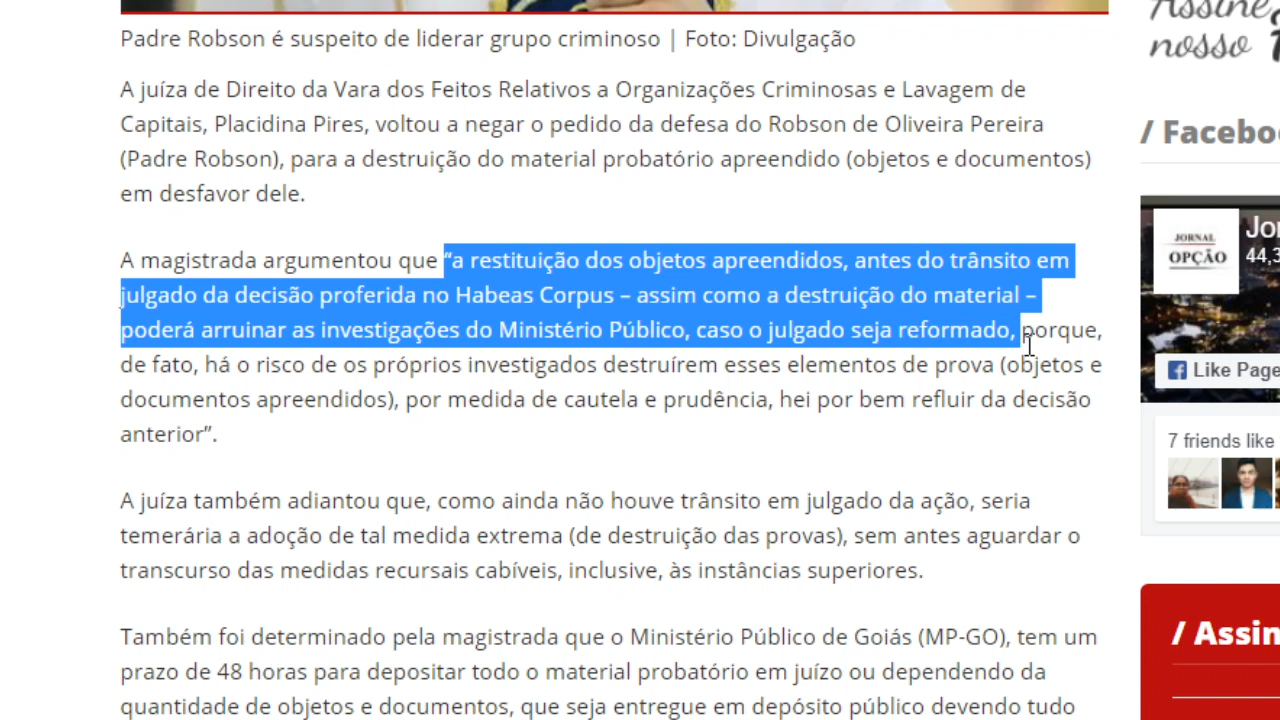 Assine
nosso
Padre Robson é suspeito de liderar grupo criminoso | Foto: Divulgação
A juíza de Direito da Vara dos Feitos Relativos a Organizações Criminosas e Lavagem de
Capitais, Placidina Pires, voltou a negar o pedido da defesa do Robson de Oliveira Pereira
(Padre Robson), para a destruição do material probatório apreendido (objetos e documentos)
em desfavor dele.
A magistrada argumentou que “a restituição dos objetos apreendidos, antes do trânsito em
julgado da decisão proferida no Habeas Corpus – assim como a destruição do material –
poderá arruinar as investigações do Ministério Público, caso o julgado seja reformado, porque,
de fato, há o risco de os próprios investigados destruírem esses elementos de prova (objetos e
documentos apreendidos), por medida de cautela e prudência, hei por bem refluir da decisão
anterior”.
A juíza também adiantou que, como ainda não houve trânsito em julgado da ação, seria
temerária a adoção de tal medida extrema (de destruição das provas), sem antes aguardar o
transcurso das medidas recursais cabíveis, inclusive, às instâncias superiores.
Também foi determinado pela magistrada que o Ministério Público de Goiás (MP-GO), tem um
prazo de 48 horas para depositar todo o material probatório em juízo ou dependendo da
quantidade de objetos e documentos, que seja entregue em depósito público devendo tudo
/ Facebo
JORNAL
OPÇÃO
Jo
44,3
Like Page
7 friends like
/ Assin